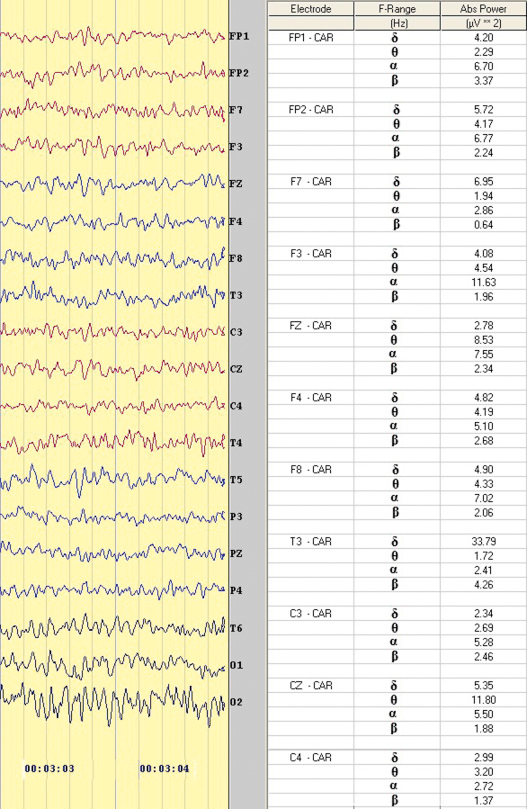 FP1
FP2
F7
F3
FZ
F4
F8
T3
C3
CZ
C4
T4
T5
P3
PZ
P4
T6
O1
O2
00:03:03 00:03:04
Electrode F-Range Abs Power
(Hz) (µV ** 2)
FP1 - CAR δ 4.20
θ 2.29
α 6.70
β 3.37
FP2 - CAR δ 5.72
θ 4.17
α 6.77
β 2.24
F7 - CAR δ 6.95
θ 1.94
α 2.86
β 0.64
F3 - CAR δ 4.08
θ 4.54
α 11.63
β 1.96
FZ - CAR δ 2.78
θ 8.53
α 7.55
β 2.34
F4 - CAR δ 4.82
θ 4.19
α 5.10
β 2.68
F8 - CAR δ 4.90
θ 4.33
α 7.02
β 2.06
T3 - CAR δ 33.79
θ 1.72
α 2.41
β 4.26
C3 - CAR δ 2.34
θ 2.69
α 5.28
β 2.46
CZ - CAR δ 5.35
θ 11.80
α 5.50
β 1.88
C4 - CAR δ 2.99
θ 3.20
α 2.72
β 1.37